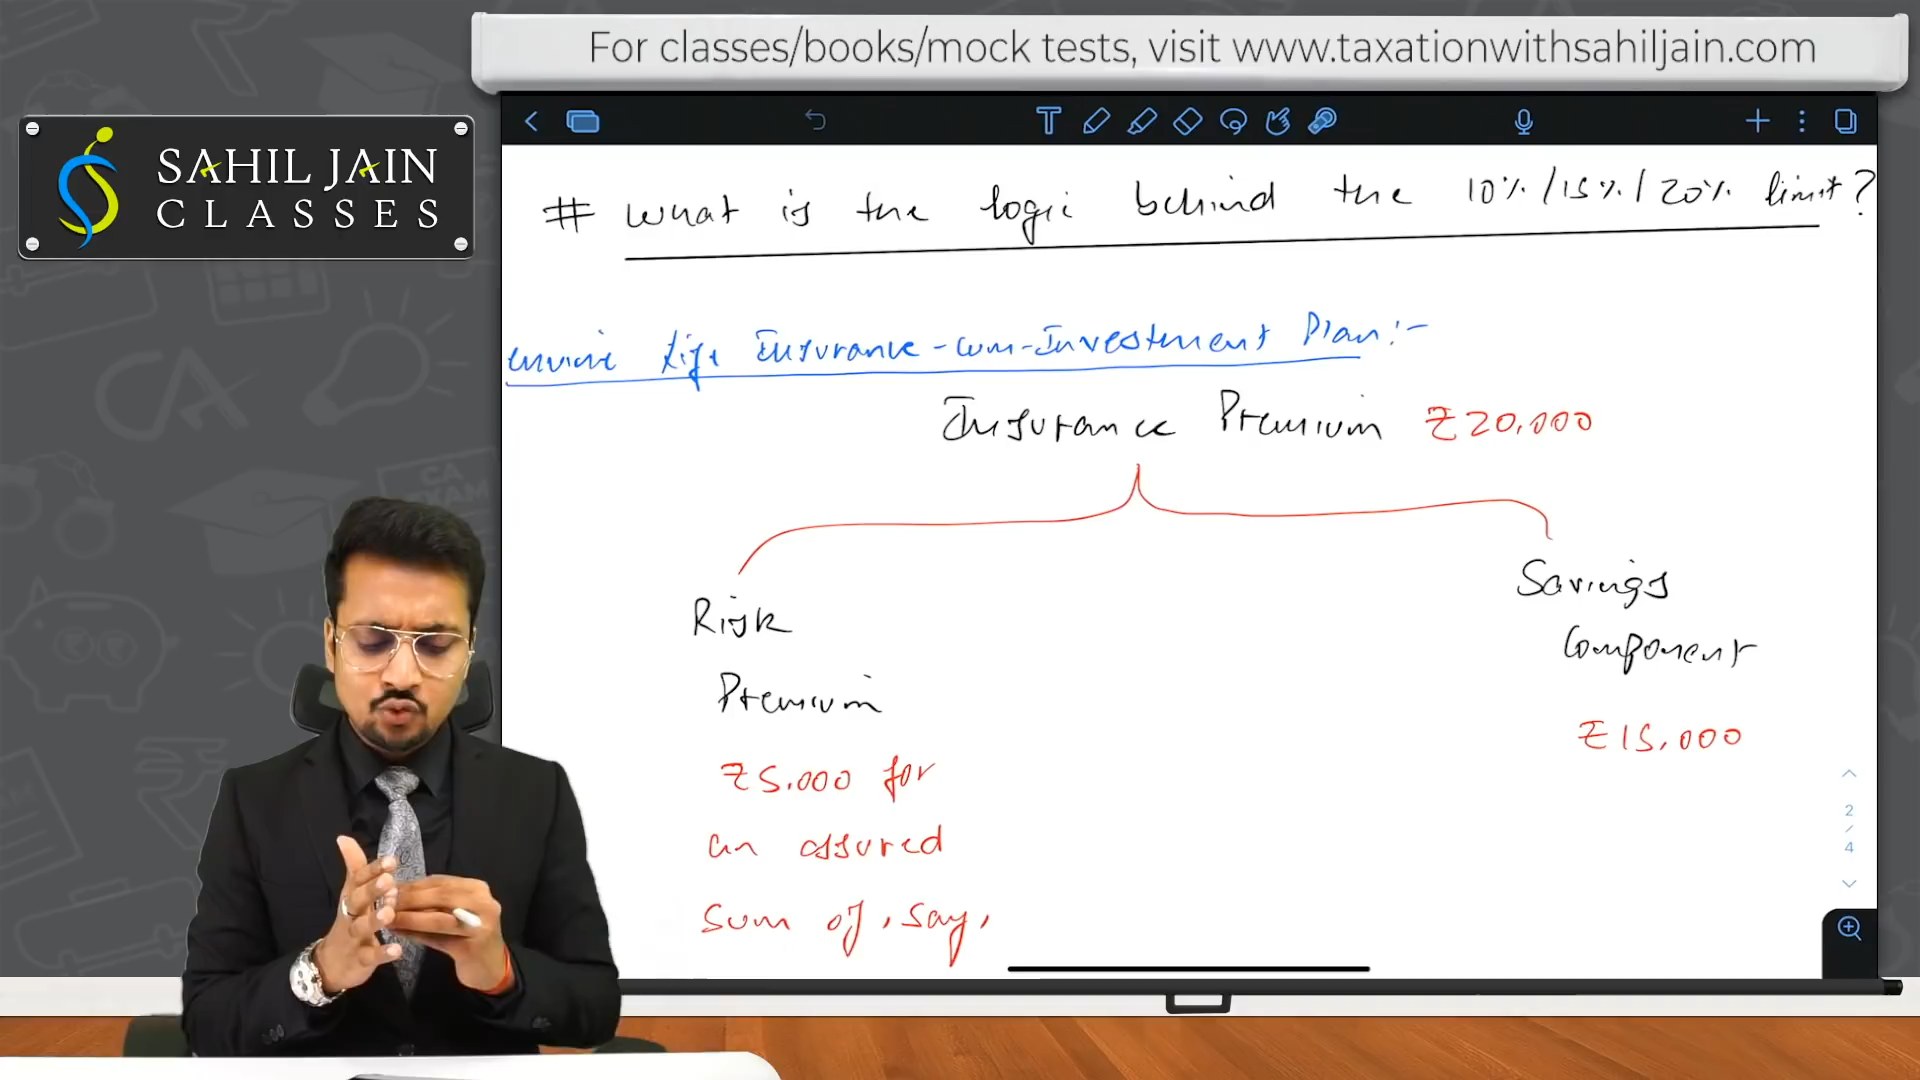 For classes/books/mock tests, visit www.taxationwithsahiljain.com
SAHIL JAIN
CLASSES
# What is the logic behind the 10%/15%/20% limit?
Life Insurance-cum-Investment Plan:-
Insurance Premium ₹20,000
Risk
Premium
₹5,000 for
an assured
sum of, say,
Savings
Component
₹15,000
2
/
4